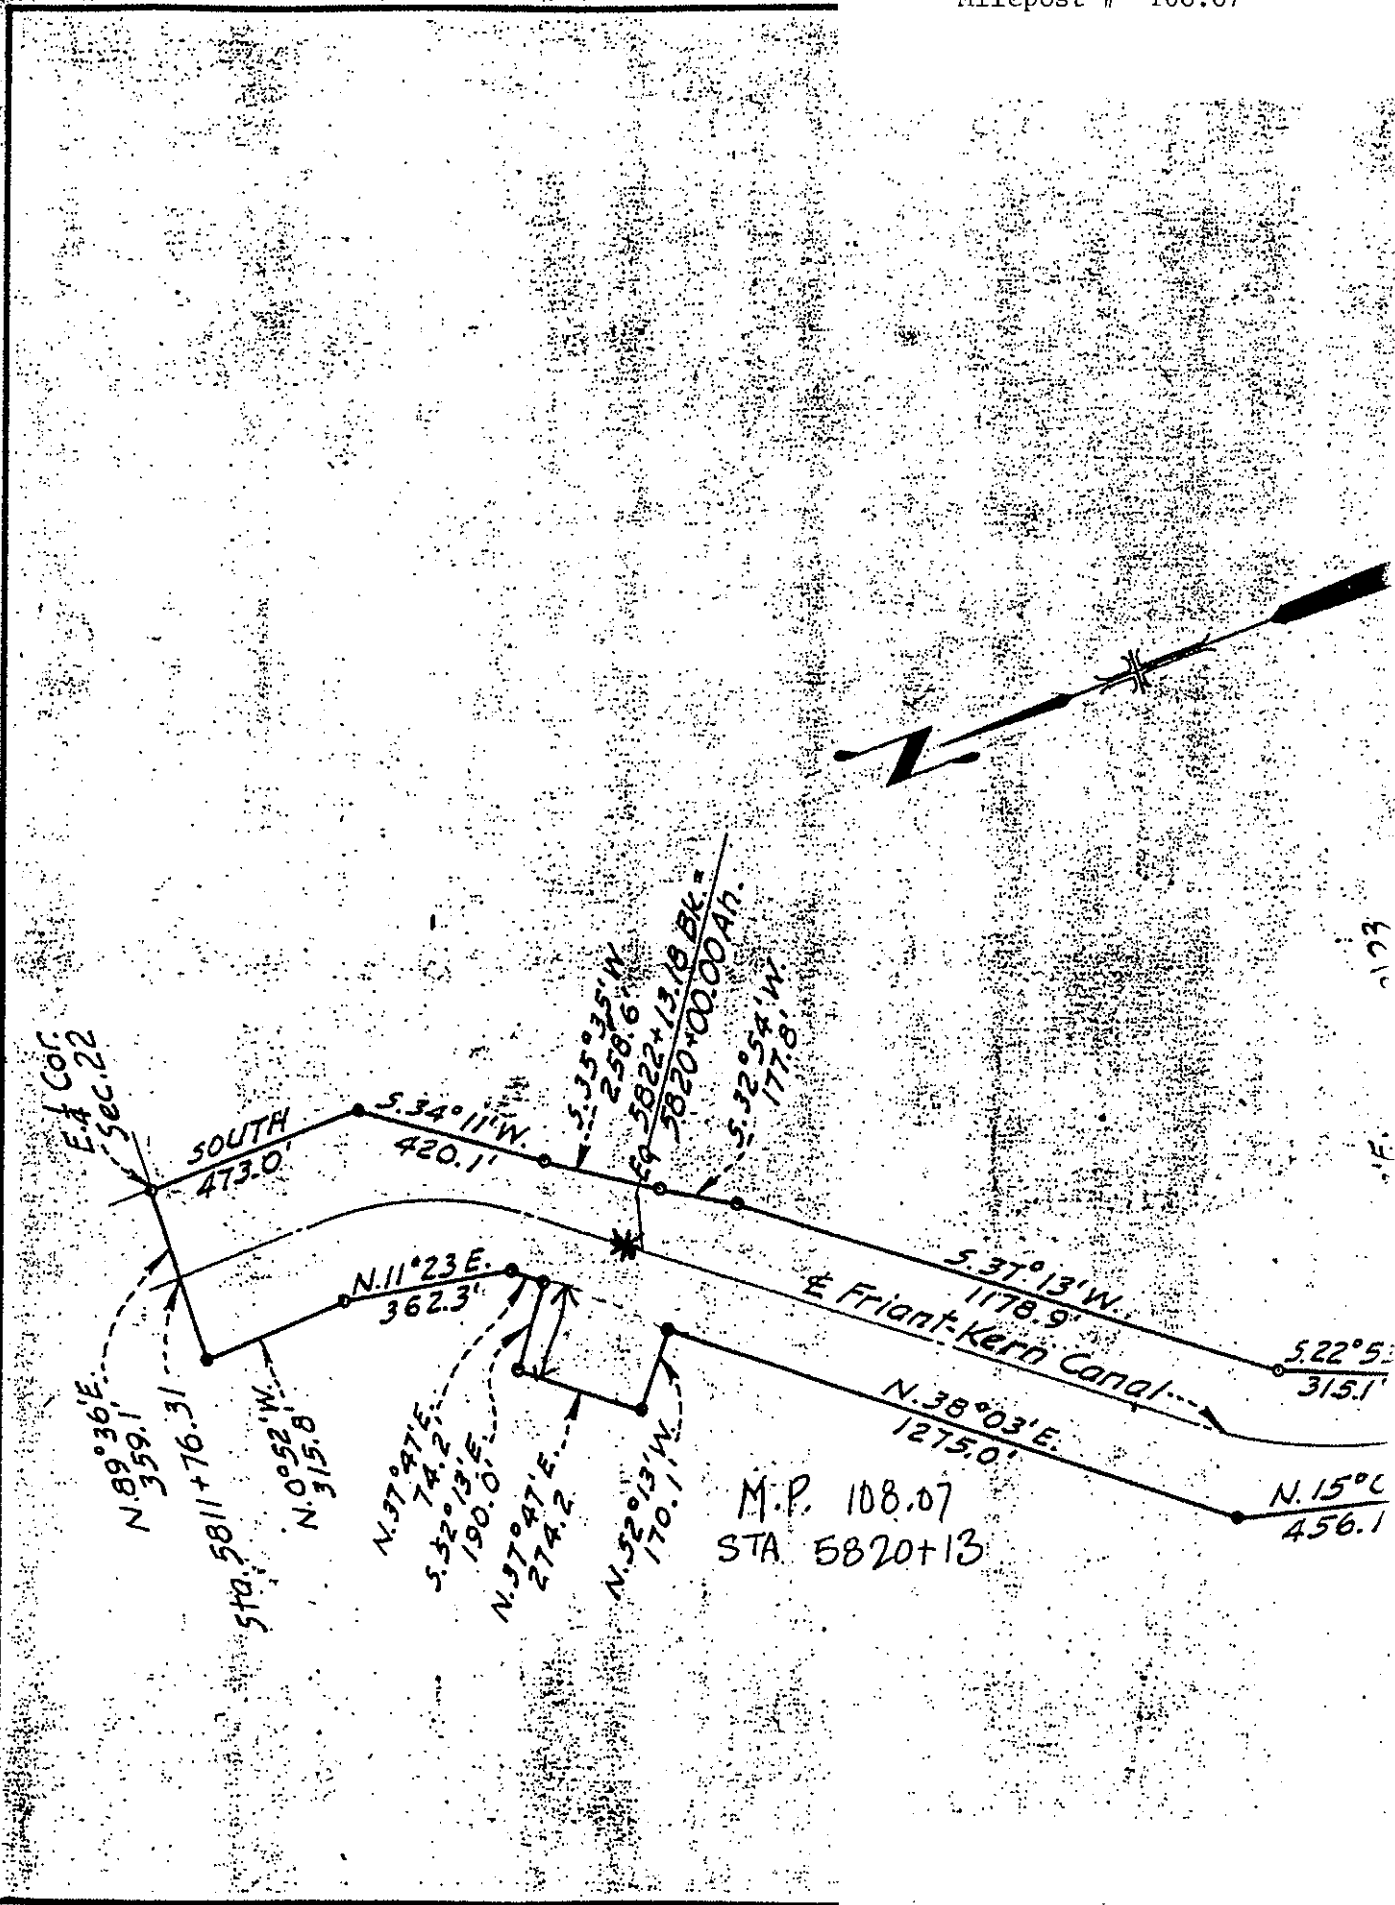 Milepost # 108.07
E.¼ Cor.
Sec.22
SOUTH
473.0'
S.34°11'W.
420.1'
S.35°35'W
258.6'
Eq 5822+13.18 BK.=
5820+00.00 Ah.
S.32°54'W.
177.8'
S.37°13'W.
1178.9'
S.22°5
315.1'
℄ Friant-Kern Canal
N.11°23'E.
362.3'
N.89°36'E.
359.1'
Sta. 5811+76.31
N.0°52'W.
315.8'
N.37°47'E.
74.2'
S.52°13'E.
190.0'
N.37°47'E.
274.2
N.52°13'W.
170.1'
N.38°03'E.
1275.0'
N.15°
456.1
M.P. 108.07
STA 5820+13